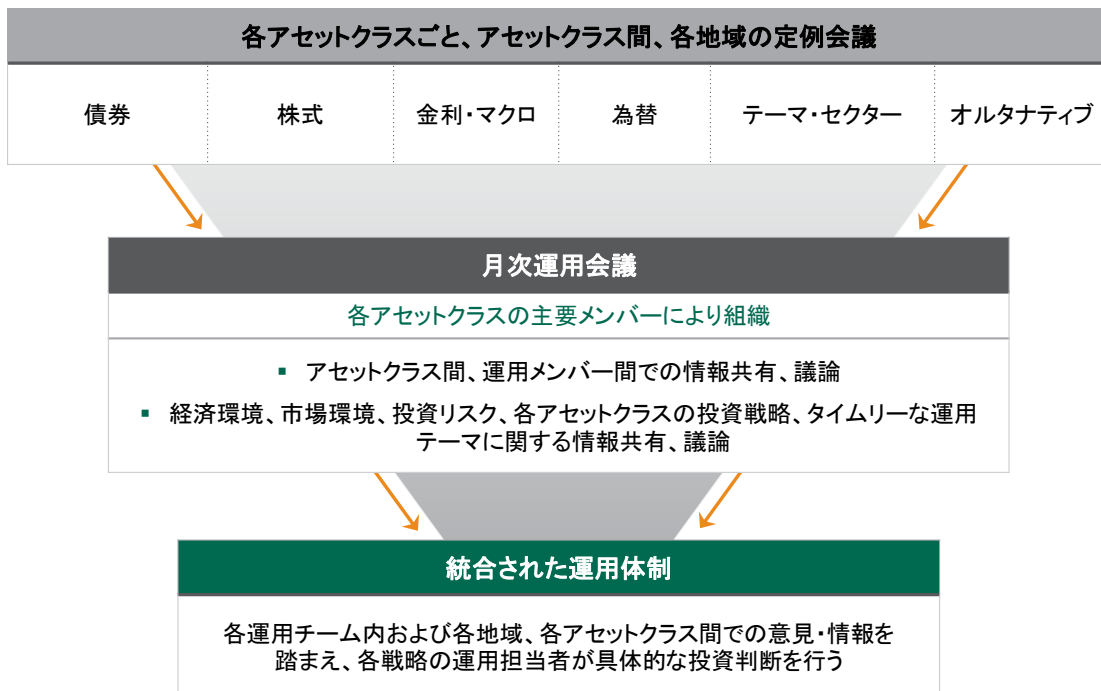 各アセットクラスごと、アセットクラス間、各地域の定例会議
債券 株式 金利・マクロ 為替 テーマ・セクター オルタナティブ
月次運用会議
各アセットクラスの主要メンバーにより組織
▪ アセットクラス間、運用メンバー間での情報共有、議論
▪ 経済環境、市場環境、投資リスク、各アセットクラスの投資戦略、タイムリーな運用
テーマに関する情報共有、議論
統合された運用体制
各運用チーム内および各地域、各アセットクラス間での意見・情報を
踏まえ、各戦略の運用担当者が具体的な投資判断を行う